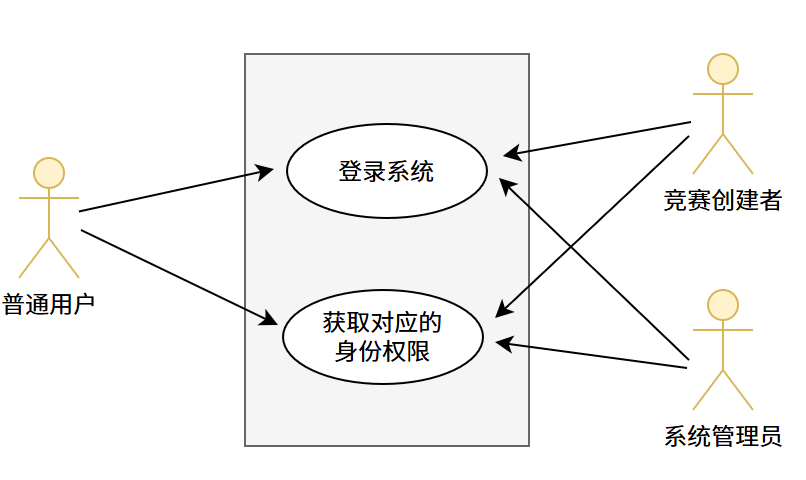 登录系统
竞赛创建者
普通用户
获取对应的
身份权限
系统管理员